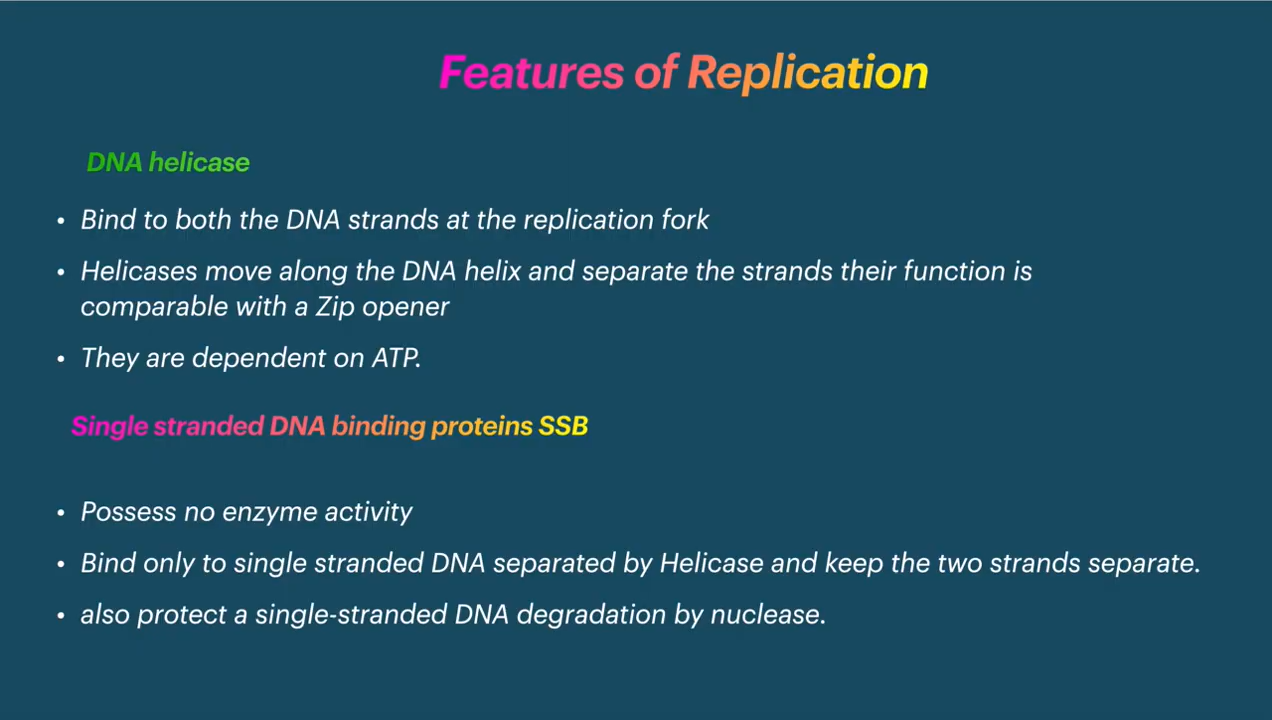 Features of Replication
DNA helicase
• Bind to both the DNA strands at the replication fork
• Helicases move along the DNA helix and separate the strands their function is
comparable with a Zip opener
• They are dependent on ATP.
Single stranded DNA binding proteins SSB
• Possess no enzyme activity
• Bind only to single stranded DNA separated by Helicase and keep the two strands separate.
• also protect a single-stranded DNA degradation by nuclease.